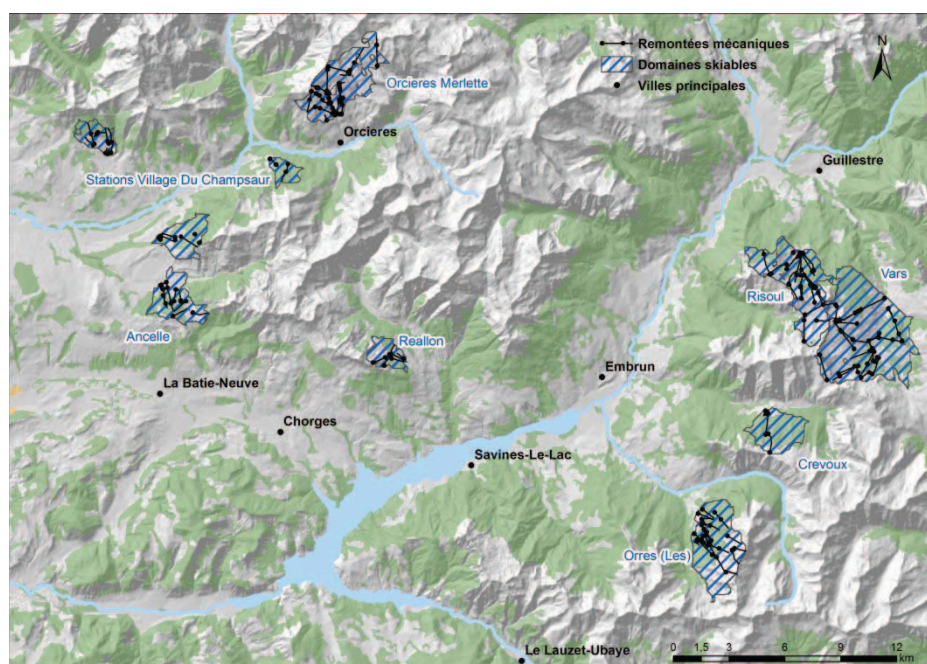 Remontées mécaniques
Domaines skiables
Villes principales
N
Orcieres Merlette
Orcieres
Guillestre
Stations Village Du Champsaur
Vars
Risoul
Ancelle
Reallon
La Batie-Neuve
Embrun
Chorges
Savines-Le-Lac
Crevoux
Orres (Les)
Le Lauzet-Ubaye
0 1,5 3 6 9 12
km